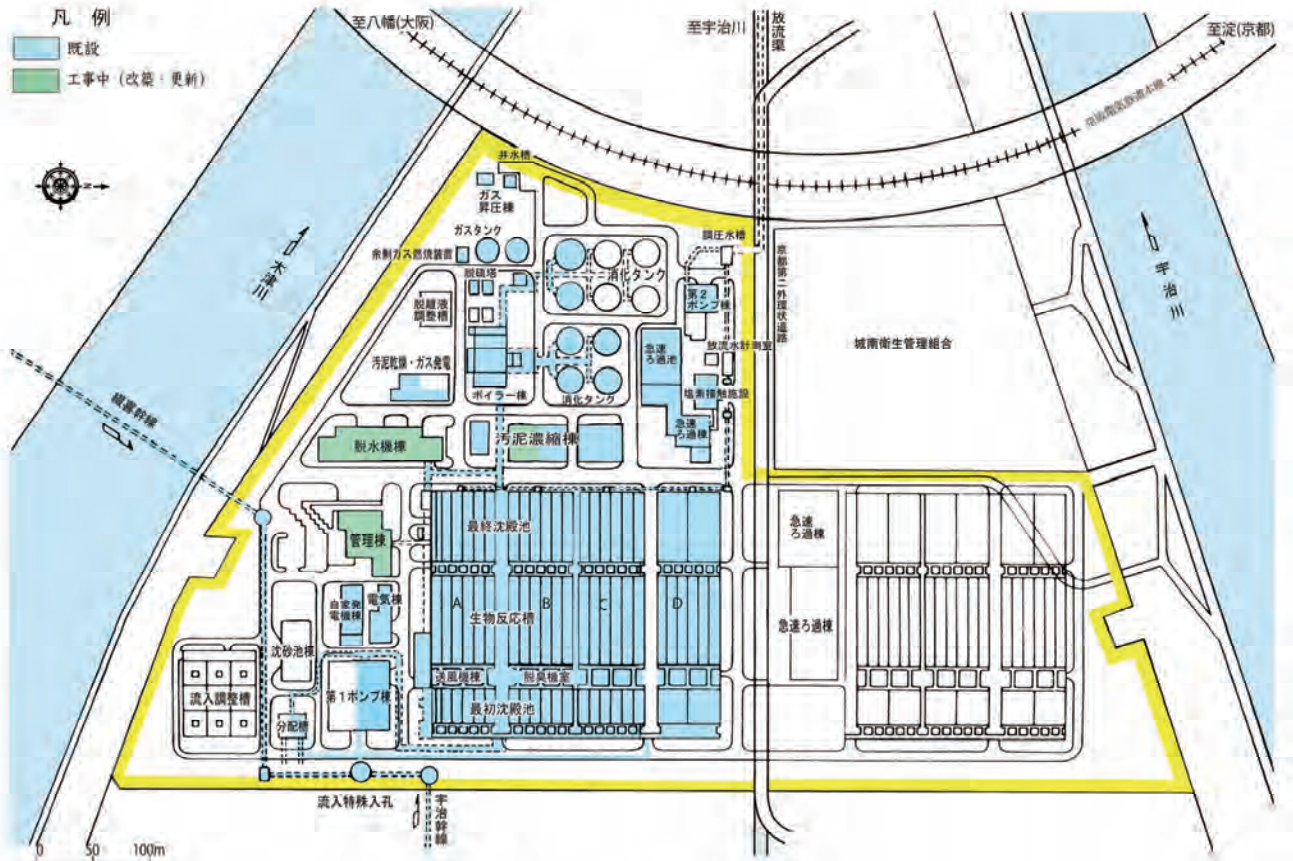 凡 例
既設
工事中 (改築・更新)
N
至八幡(大阪)
至宇治川
放流渠
至淀(京都)
京阪電気鉄道本線
木津川
宇治川
井水槽
ガス
昇圧棟
ガスタンク
余剰ガス燃焼装置
脱硫塔
消化タンク
調圧水槽
第2
ポンプ棟
京都第二外環状道路
脱離液
調整槽
放流水計測室
城南衛生管理組合
急速
ろ過池
汚泥乾燥・ガス発電
ボイラー棟
消化タンク
塩素接触施設
急速
ろ過棟
綴喜幹線
脱水機棟
汚泥濃縮棟
最終沈殿池
急速
ろ過棟
管理棟
A
B
C
D
自家発
電機棟
電気棟
生物反応槽
急速ろ過棟
沈砂池棟
送風機棟
脱臭機室
流入調整槽
第1ポンプ棟
最初沈殿池
分配槽
流入特殊人孔
宇治幹線
0 50 100m